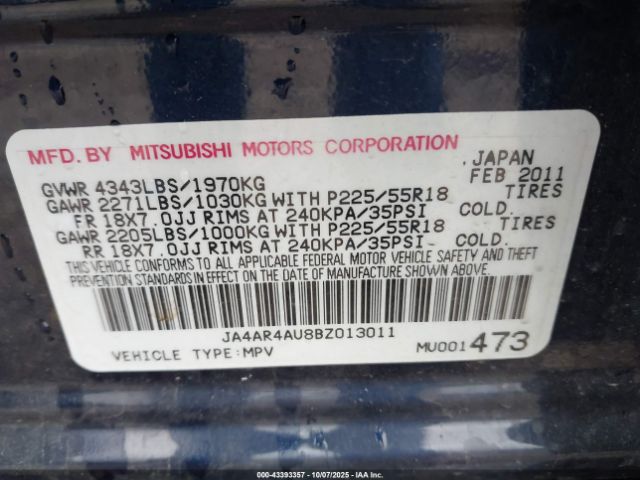 MFD. BY MITSUBISHI MOTORS CORPORATION
JAPAN
GVWR 4343LBS/1970KG FEB 2011
GAWR 2271LBS/1030KG WITH P225/55R18 TIRES
FR 18X7.0JJ RIMS AT 240KPA/35PSI COLD.
GAWR 2205LBS/1000KG WITH P225/55R18 TIRES
RR 18X7.0JJ RIMS AT 240KPA/35PSI COLD.
THIS VEHICLE CONFORMS TO ALL APPLICABLE FEDERAL MOTOR VEHICLE SAFETY AND THEFT
PREVENTION STANDARDS IN EFFECT ON THE DATE OF MANUFACTURE SHOWN ABOVE.
JA4AR4AU8BZ013011
VEHICLE TYPE:MPV MU001473
000-43393357 - 10/07/2025 - IAAI.COM